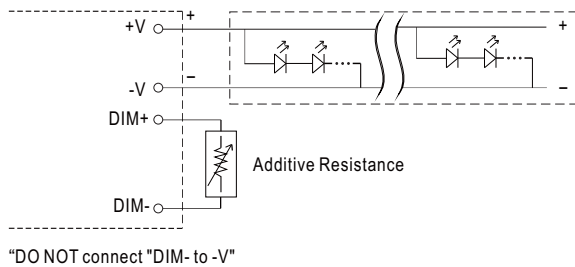 +V + +
-V – –
DIM+
Additive Resistance
DIM-
“DO NOT connect "DIM- to -V"